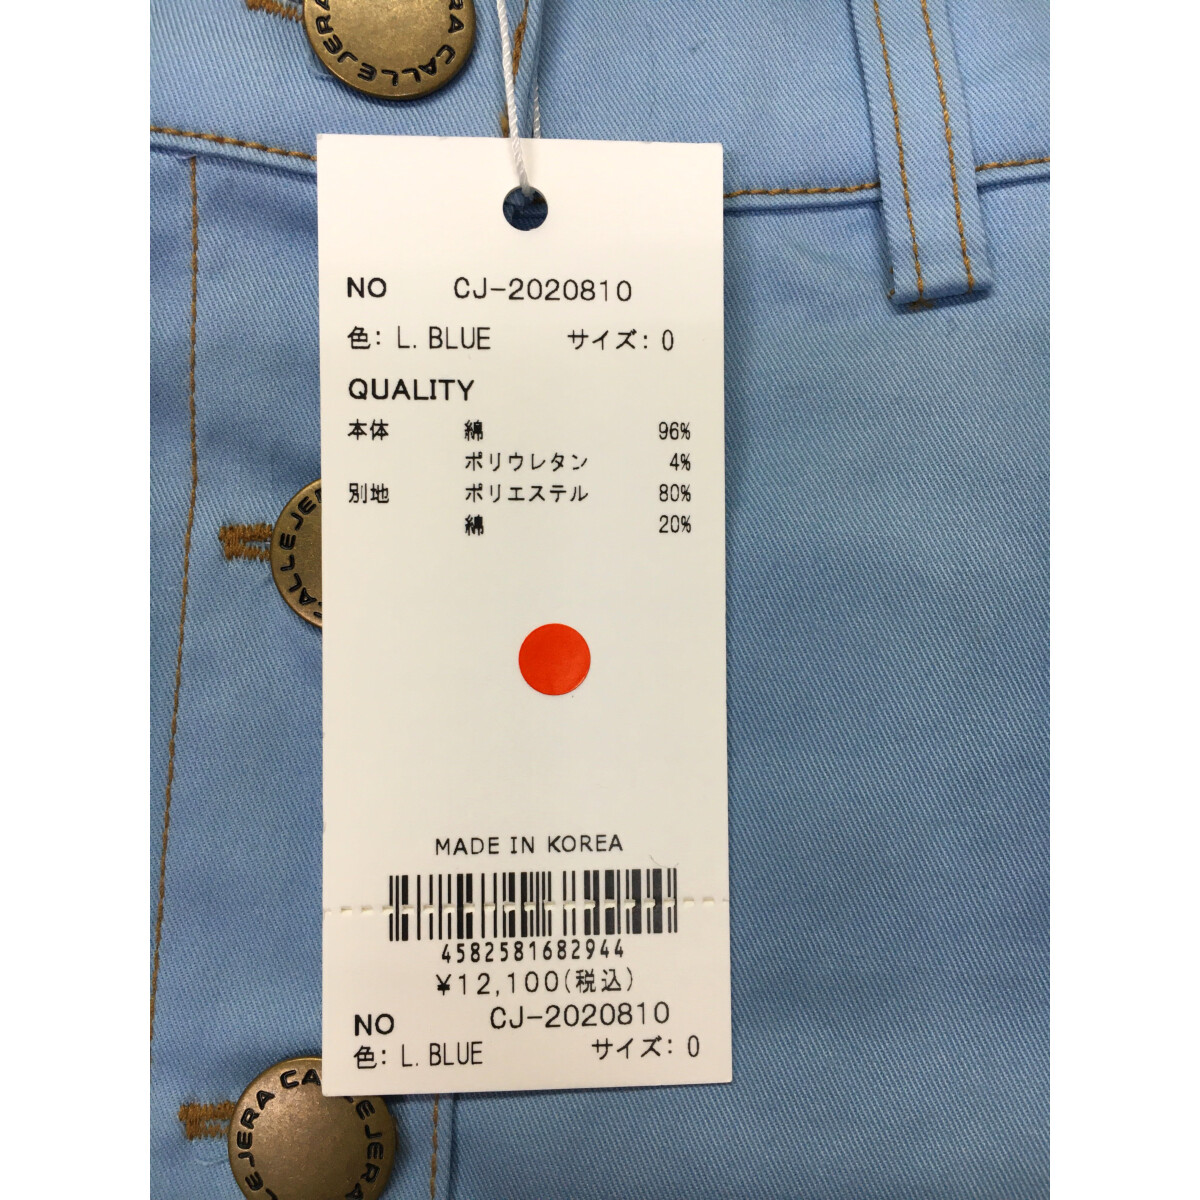 CALLEJERA
NO CJ-2020810
色: L. BLUE サイズ: 0
QUALITY
本体 綿 96%
ポリウレタン 4%
別地 ポリエステル 80%
綿 20%
CALLEJE
MADE IN KOREA
4582581682944
¥12,100(税込)
NO CJ-2020810
色: L. BLUE サイズ: 0
CALLEJERA CALLEJERA